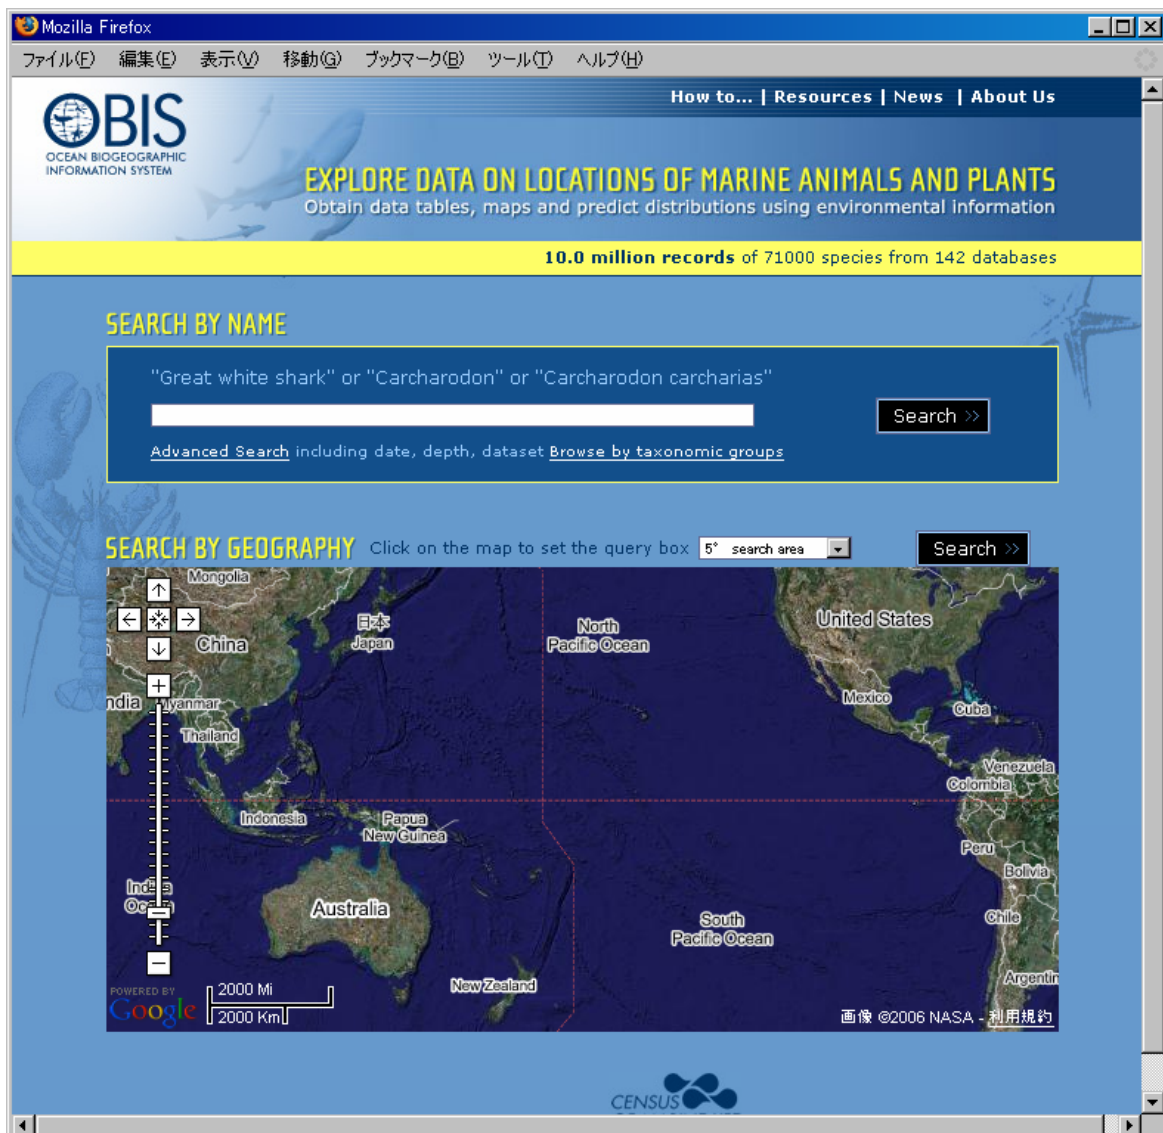 Mozilla Firefox
ファイル(F) 編集(E) 表示(V) 移動(G) ブックマーク(B) ツール(T) ヘルプ(H)
How to... | Resources | News | About Us
OBIS
OCEAN BIOGEOGRAPHIC
INFORMATION SYSTEM
EXPLORE DATA ON LOCATIONS OF MARINE ANIMALS AND PLANTS
Obtain data tables, maps and predict distributions using environmental information
10.0 million records of 71000 species from 142 databases
SEARCH BY NAME
"Great white shark" or "Carcharodon" or "Carcharodon carcharias"
Search >>
Advanced Search including date, depth, dataset Browse by taxonomic groups
SEARCH BY GEOGRAPHY Click on the map to set the query box 5° search area Search >>
Mongolia
China
日本
Japan
North
Pacific Ocean
United States
Mexico
Cuba
India
Myanmar
Thailand
Venezuela
Colombia
Indonesia
Papua
New Guinea
Peru
Bolivia
Indian
Ocean
Australia
South
Pacific Ocean
Chile
New Zealand
Argentin
POWERED BY
Google
2000 Mi
2000 Km
画像 ©2006 NASA - 利用規約
CENSUS